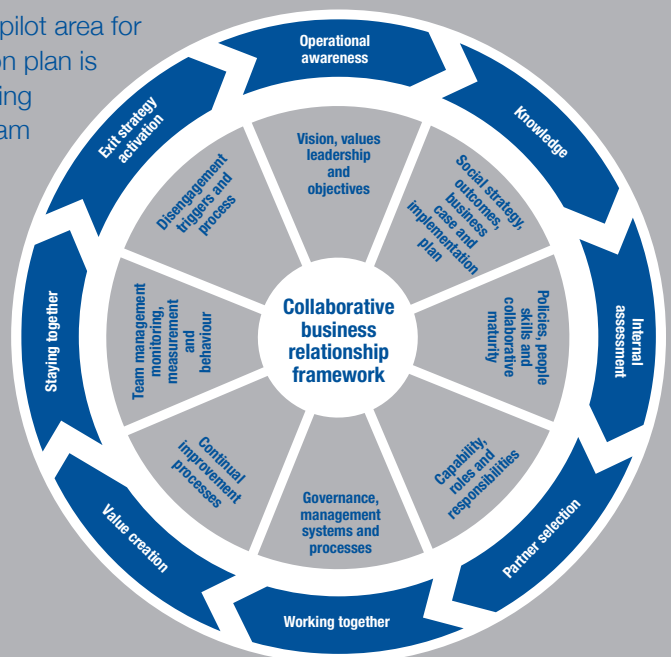 pilot area for
on plan is
ing
am
Operational
awareness
Knowledge
Internal
assessment
Partner selection
Working together
Value creation
Staying together
Exit strategy
activation
Vision, values
leadership
and
objectives
Social strategy,
outcomes,
business
case and
implementation
plan
Policies, people
skills and
collaborative
maturity
Capability,
roles and
responsibilities
Governance,
management
systems and
processes
Continual
improvement
processes
Team management
monitoring,
measurement
and
behaviour
Disengagement
triggers and
process
Collaborative
business
relationship
framework